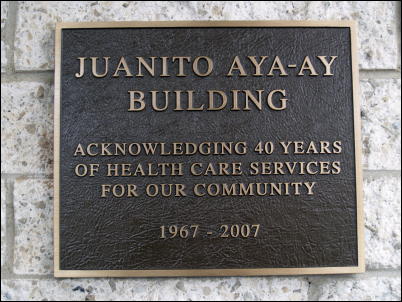 JUANITO AYA-AY
BUILDING
ACKNOWLEDGING 40 YEARS
OF HEALTH CARE SERVICES
FOR OUR COMMUNITY
1967 - 2007